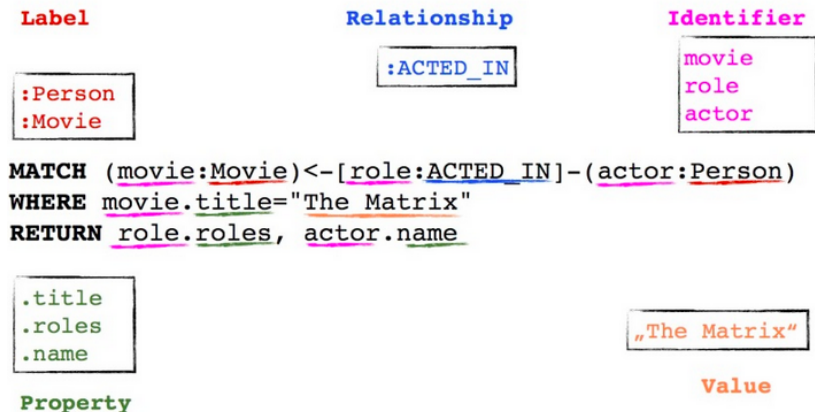 Label Relationship Identifier
:ACTED_IN
movie
role
actor
:Person
:Movie
MATCH (movie:Movie)<-[role:ACTED_IN]-(actor:Person)
WHERE movie.title="The Matrix"
RETURN role.roles, actor.name
.title
.roles
.name
„The Matrix“
Value
Property